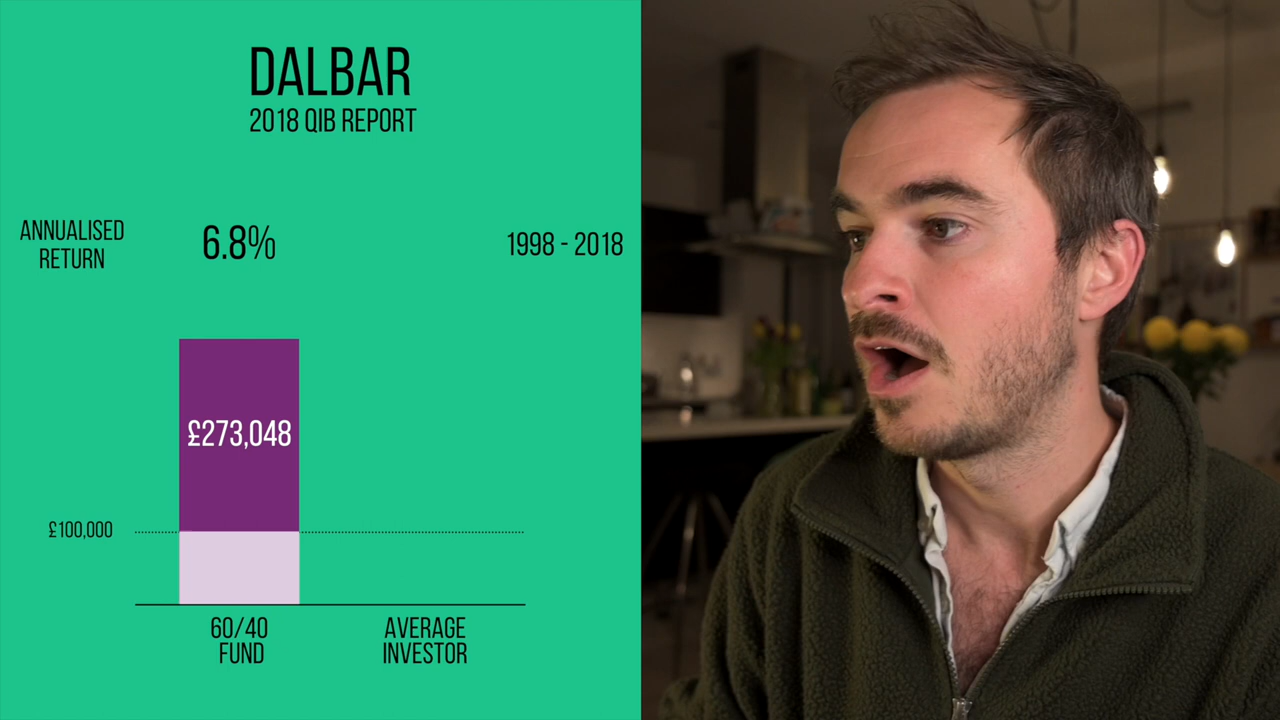 DALBAR
2018 QIB REPORT
ANNUALISED
RETURN
6.8%
1998 - 2018
£273,048
£100,000
60/40
FUND
AVERAGE
INVESTOR